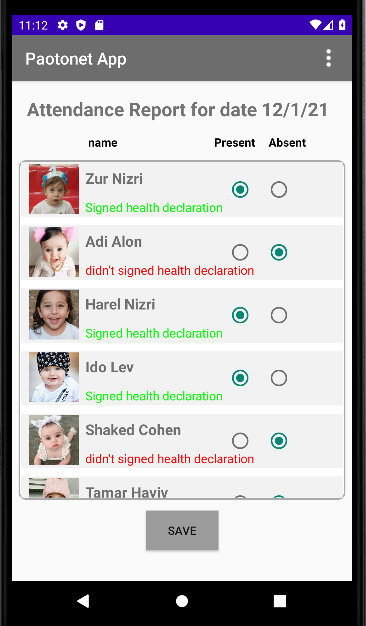 11:12
Paotonet App
Attendance Report for date 12/1/21
name Present Absent
Zur Nizri
Signed health declaration
Adi Alon
didn't signed health declaration
Harel Nizri
Signed health declaration
Ido Lev
Signed health declaration
Shaked Cohen
didn't signed health declaration
Tamar Haviv
SAVE